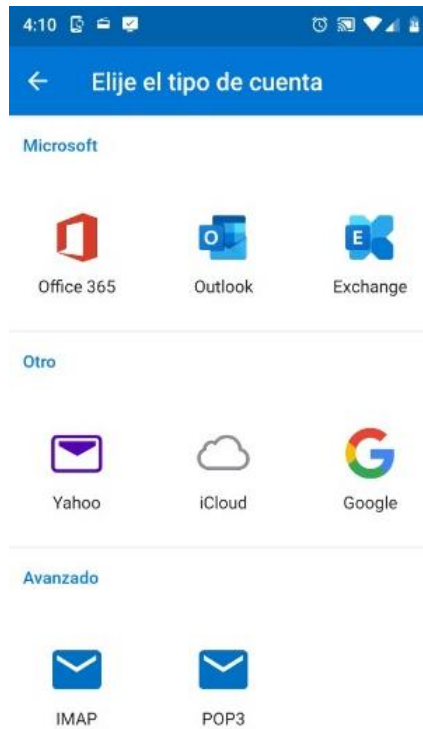 4:10
Elije el tipo de cuenta
Microsoft
Office 365 Outlook Exchange
Otro
Yahoo iCloud Google
Avanzado
IMAP POP3